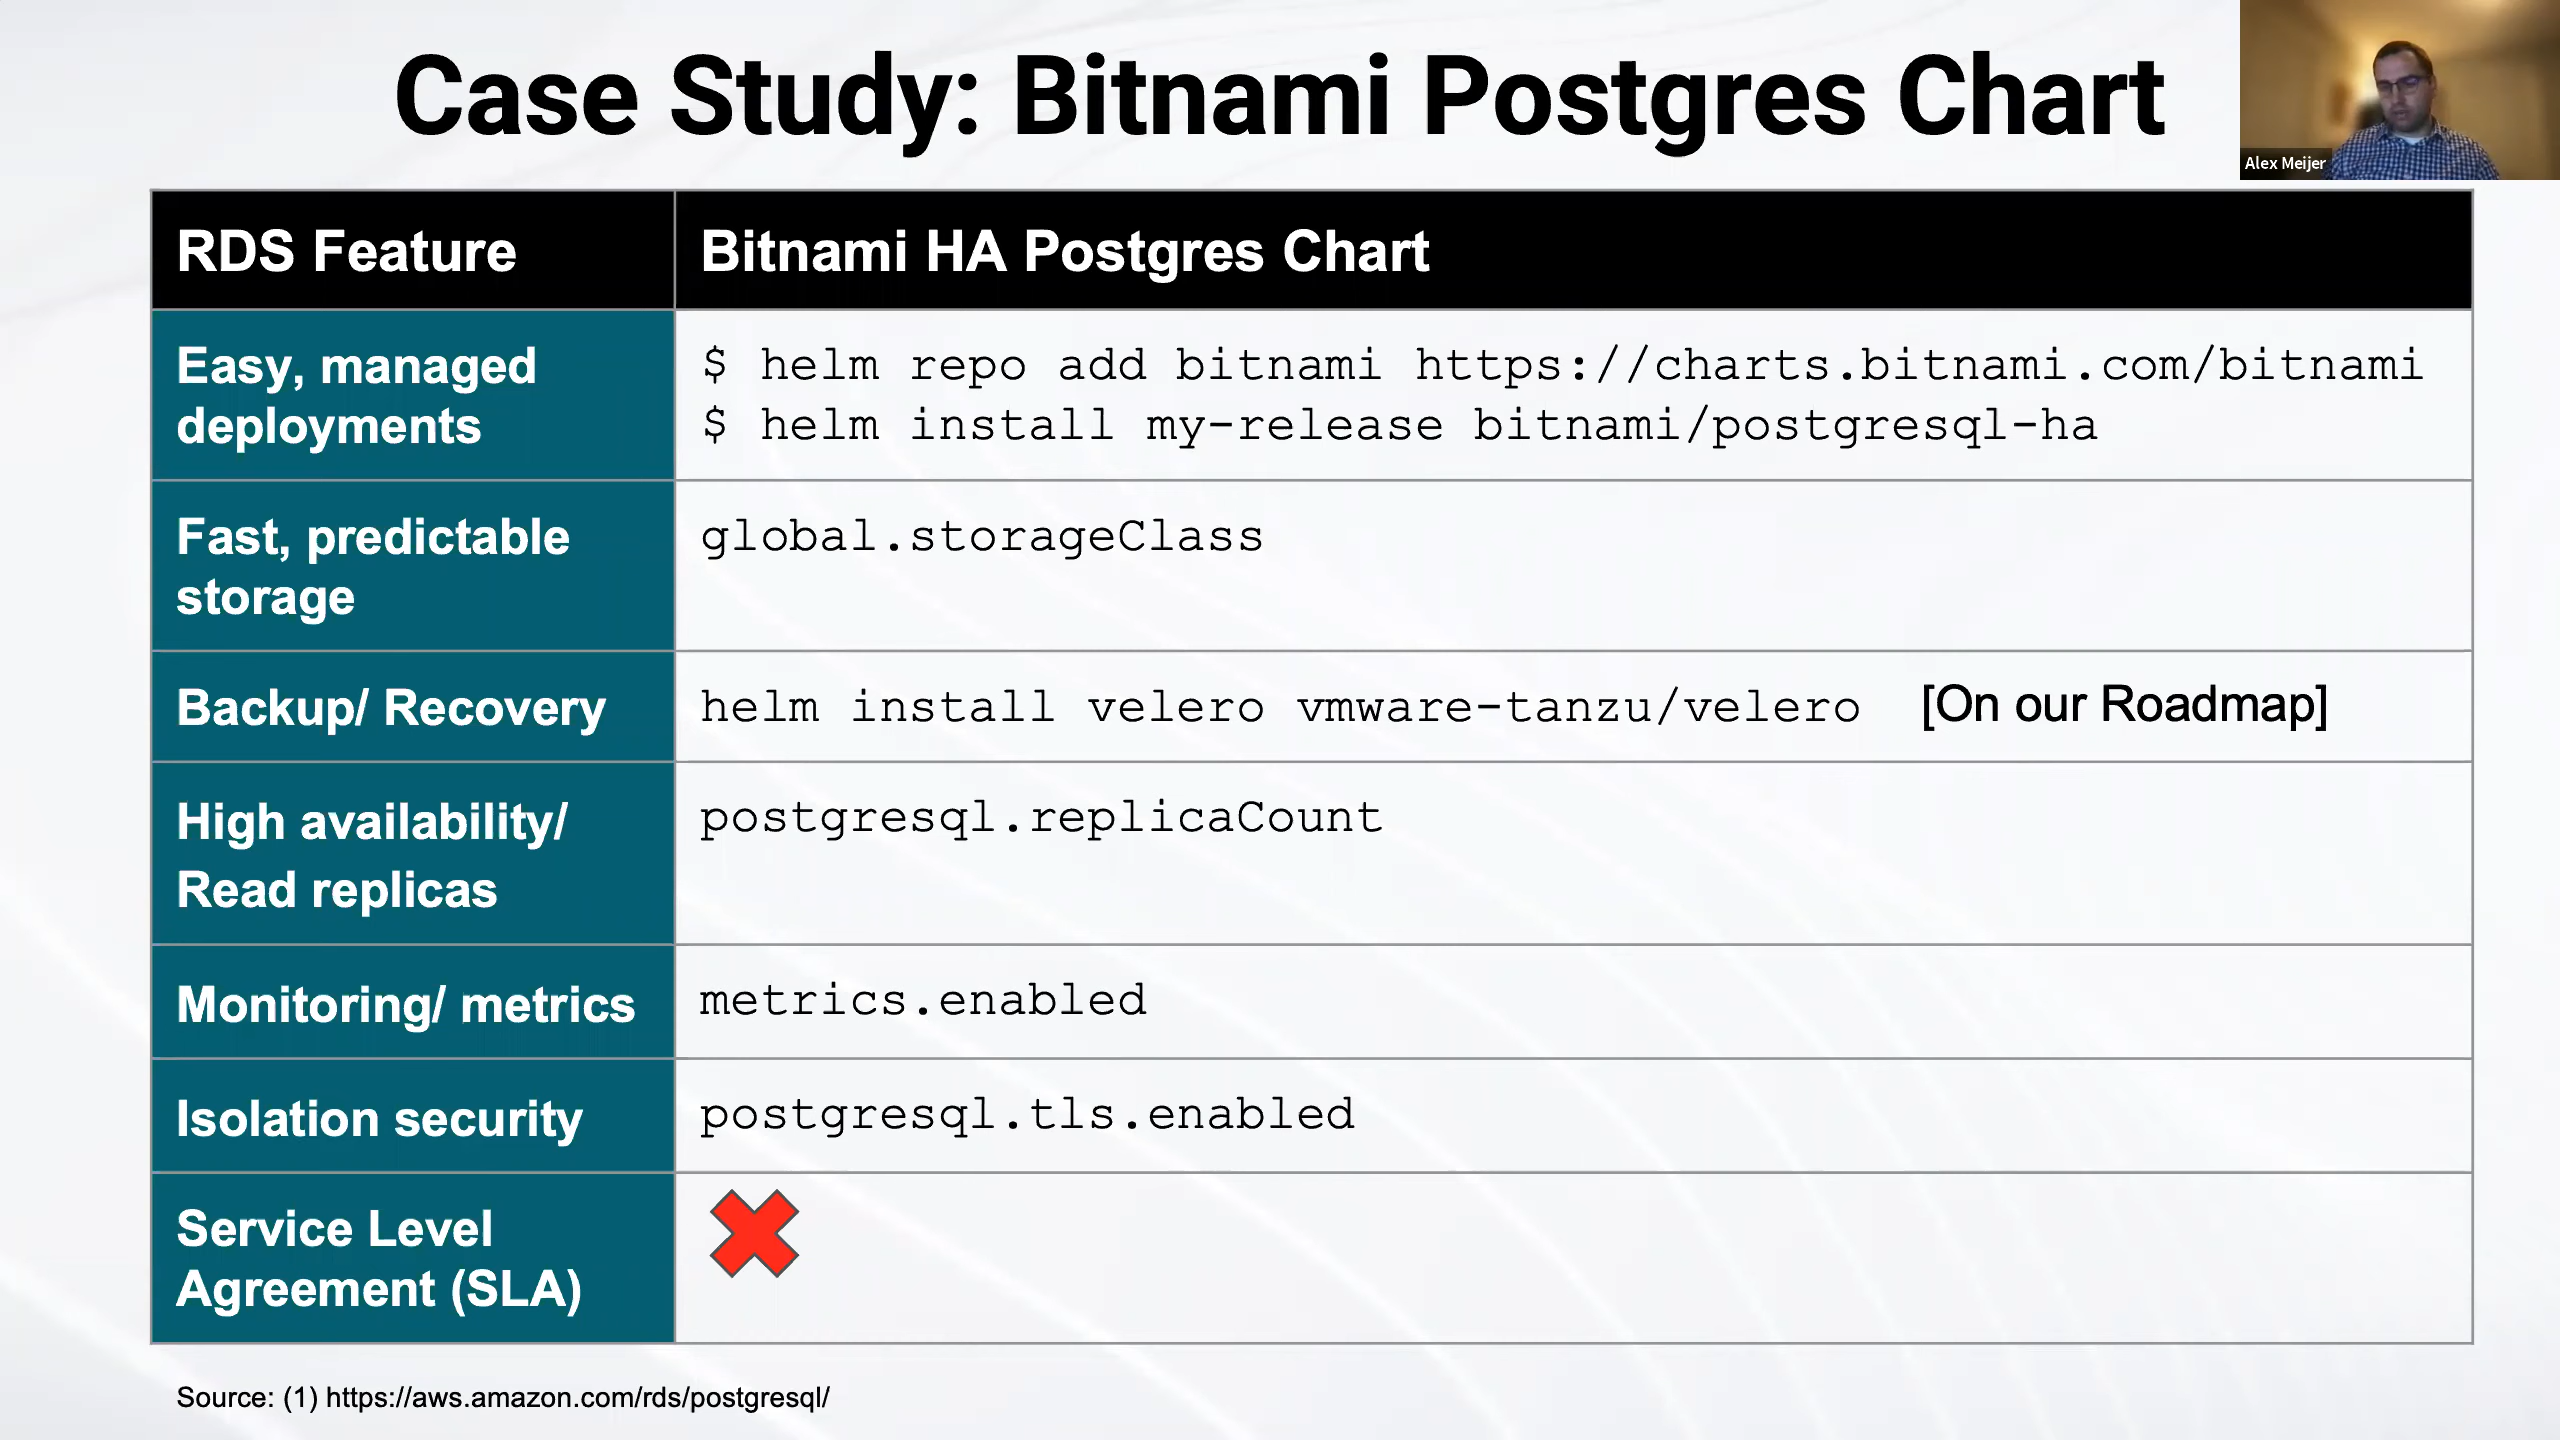 Case Study: Bitnami Postgres Chart
Alex Meijer
RDS Feature
Bitnami HA Postgres Chart
Easy, managed
deployments
$ helm repo add bitnami https://charts.bitnami.com/bitnami
$ helm install my-release bitnami/postgresql-ha
Fast, predictable
storage
global.storageClass
Backup/ Recovery
helm install velero vmware-tanzu/velero [On our Roadmap]
High availability/
Read replicas
postgresql.replicaCount
Monitoring/ metrics
metrics.enabled
Isolation security
postgresql.tls.enabled
Service Level
Agreement (SLA)
Source: (1) https://aws.amazon.com/rds/postgresql/